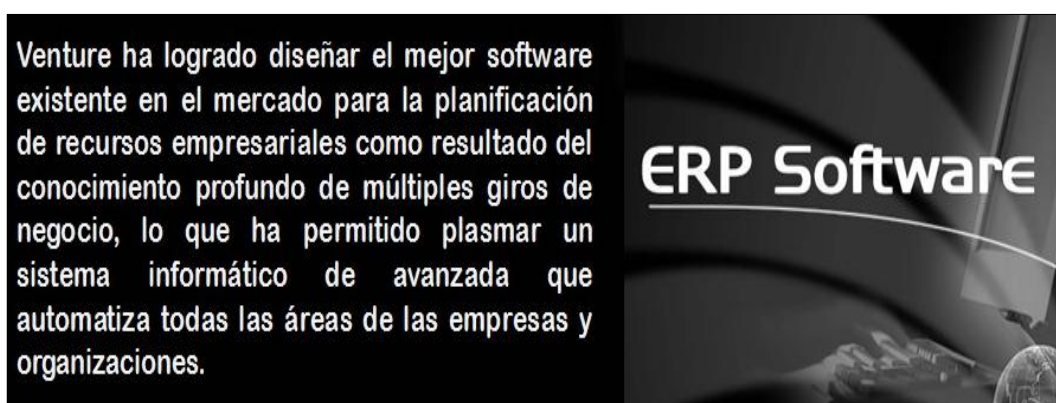 Venture ha logrado diseñar el mejor software
existente en el mercado para la planificación
de recursos empresariales como resultado del
conocimiento profundo de múltiples giros de
negocio, lo que ha permitido plasmar un
sistema informático de avanzada que
automatiza todas las áreas de las empresas y
organizaciones.
ERP Software